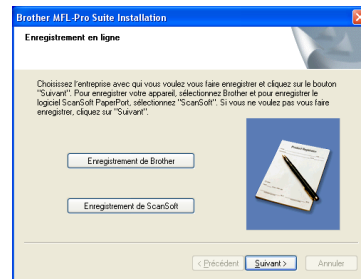 Brother MFL-Pro Suite Installation
Enregistrement en ligne
Choisissez l'entreprise avec qui vous voulez vous faire enregistrer et cliquez sur le bouton
"Suivant". Pour enregistrer votre appareil, sélectionnez Brother et pour enregistrer le
logiciel ScanSoft PaperPort, sélectionnez "ScanSoft". Si vous ne voulez pas vous faire
enregistrer, cliquez sur "Suivant".
Enregistrement de Brother
Enregistrement de ScanSoft
Product Registration
< Précédent Suivant > Annuler